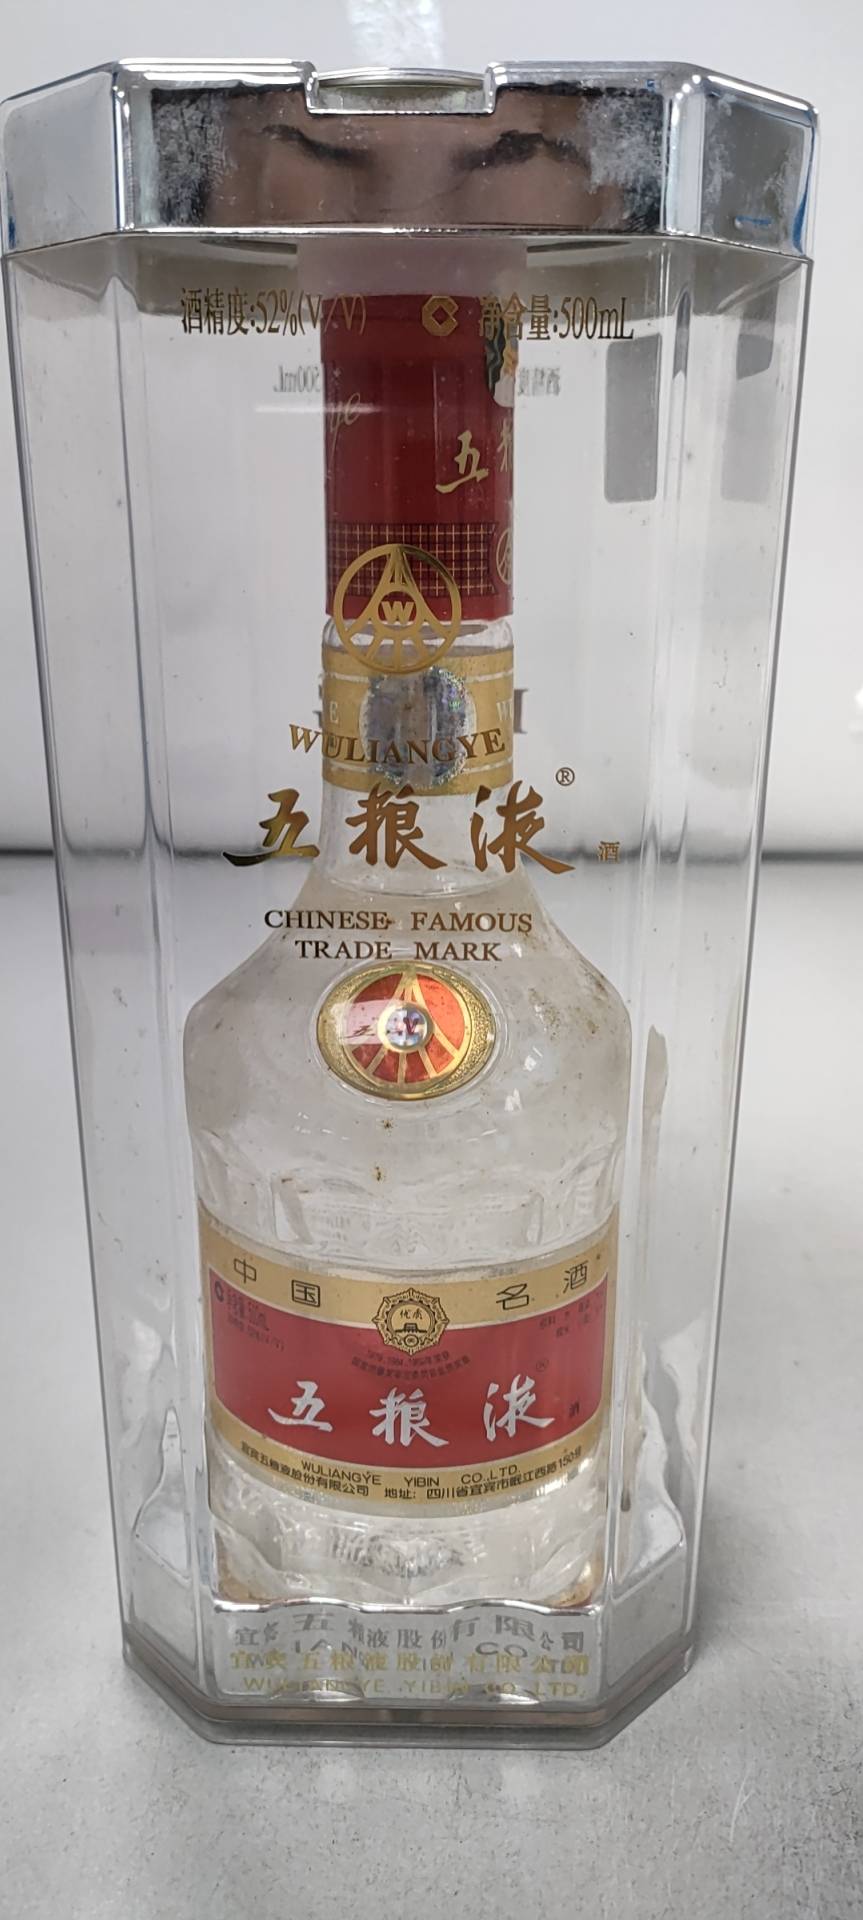 酒精度:52%(V/V) 净含量:500mL
五
W
WULIANGYE
五粮液®
酒
CHINESE FAMOUS
TRADE MARK
中国名酒
优质
五粮液®
酒
WULIANGYE YIBIN CO.,LTD.
宜宾五粮液股份有限公司 地址: 四川省宜宾市岷江西路150号
宜宾五粮液股份有限公司
WULIANGYE YIBIN CO.,LTD.